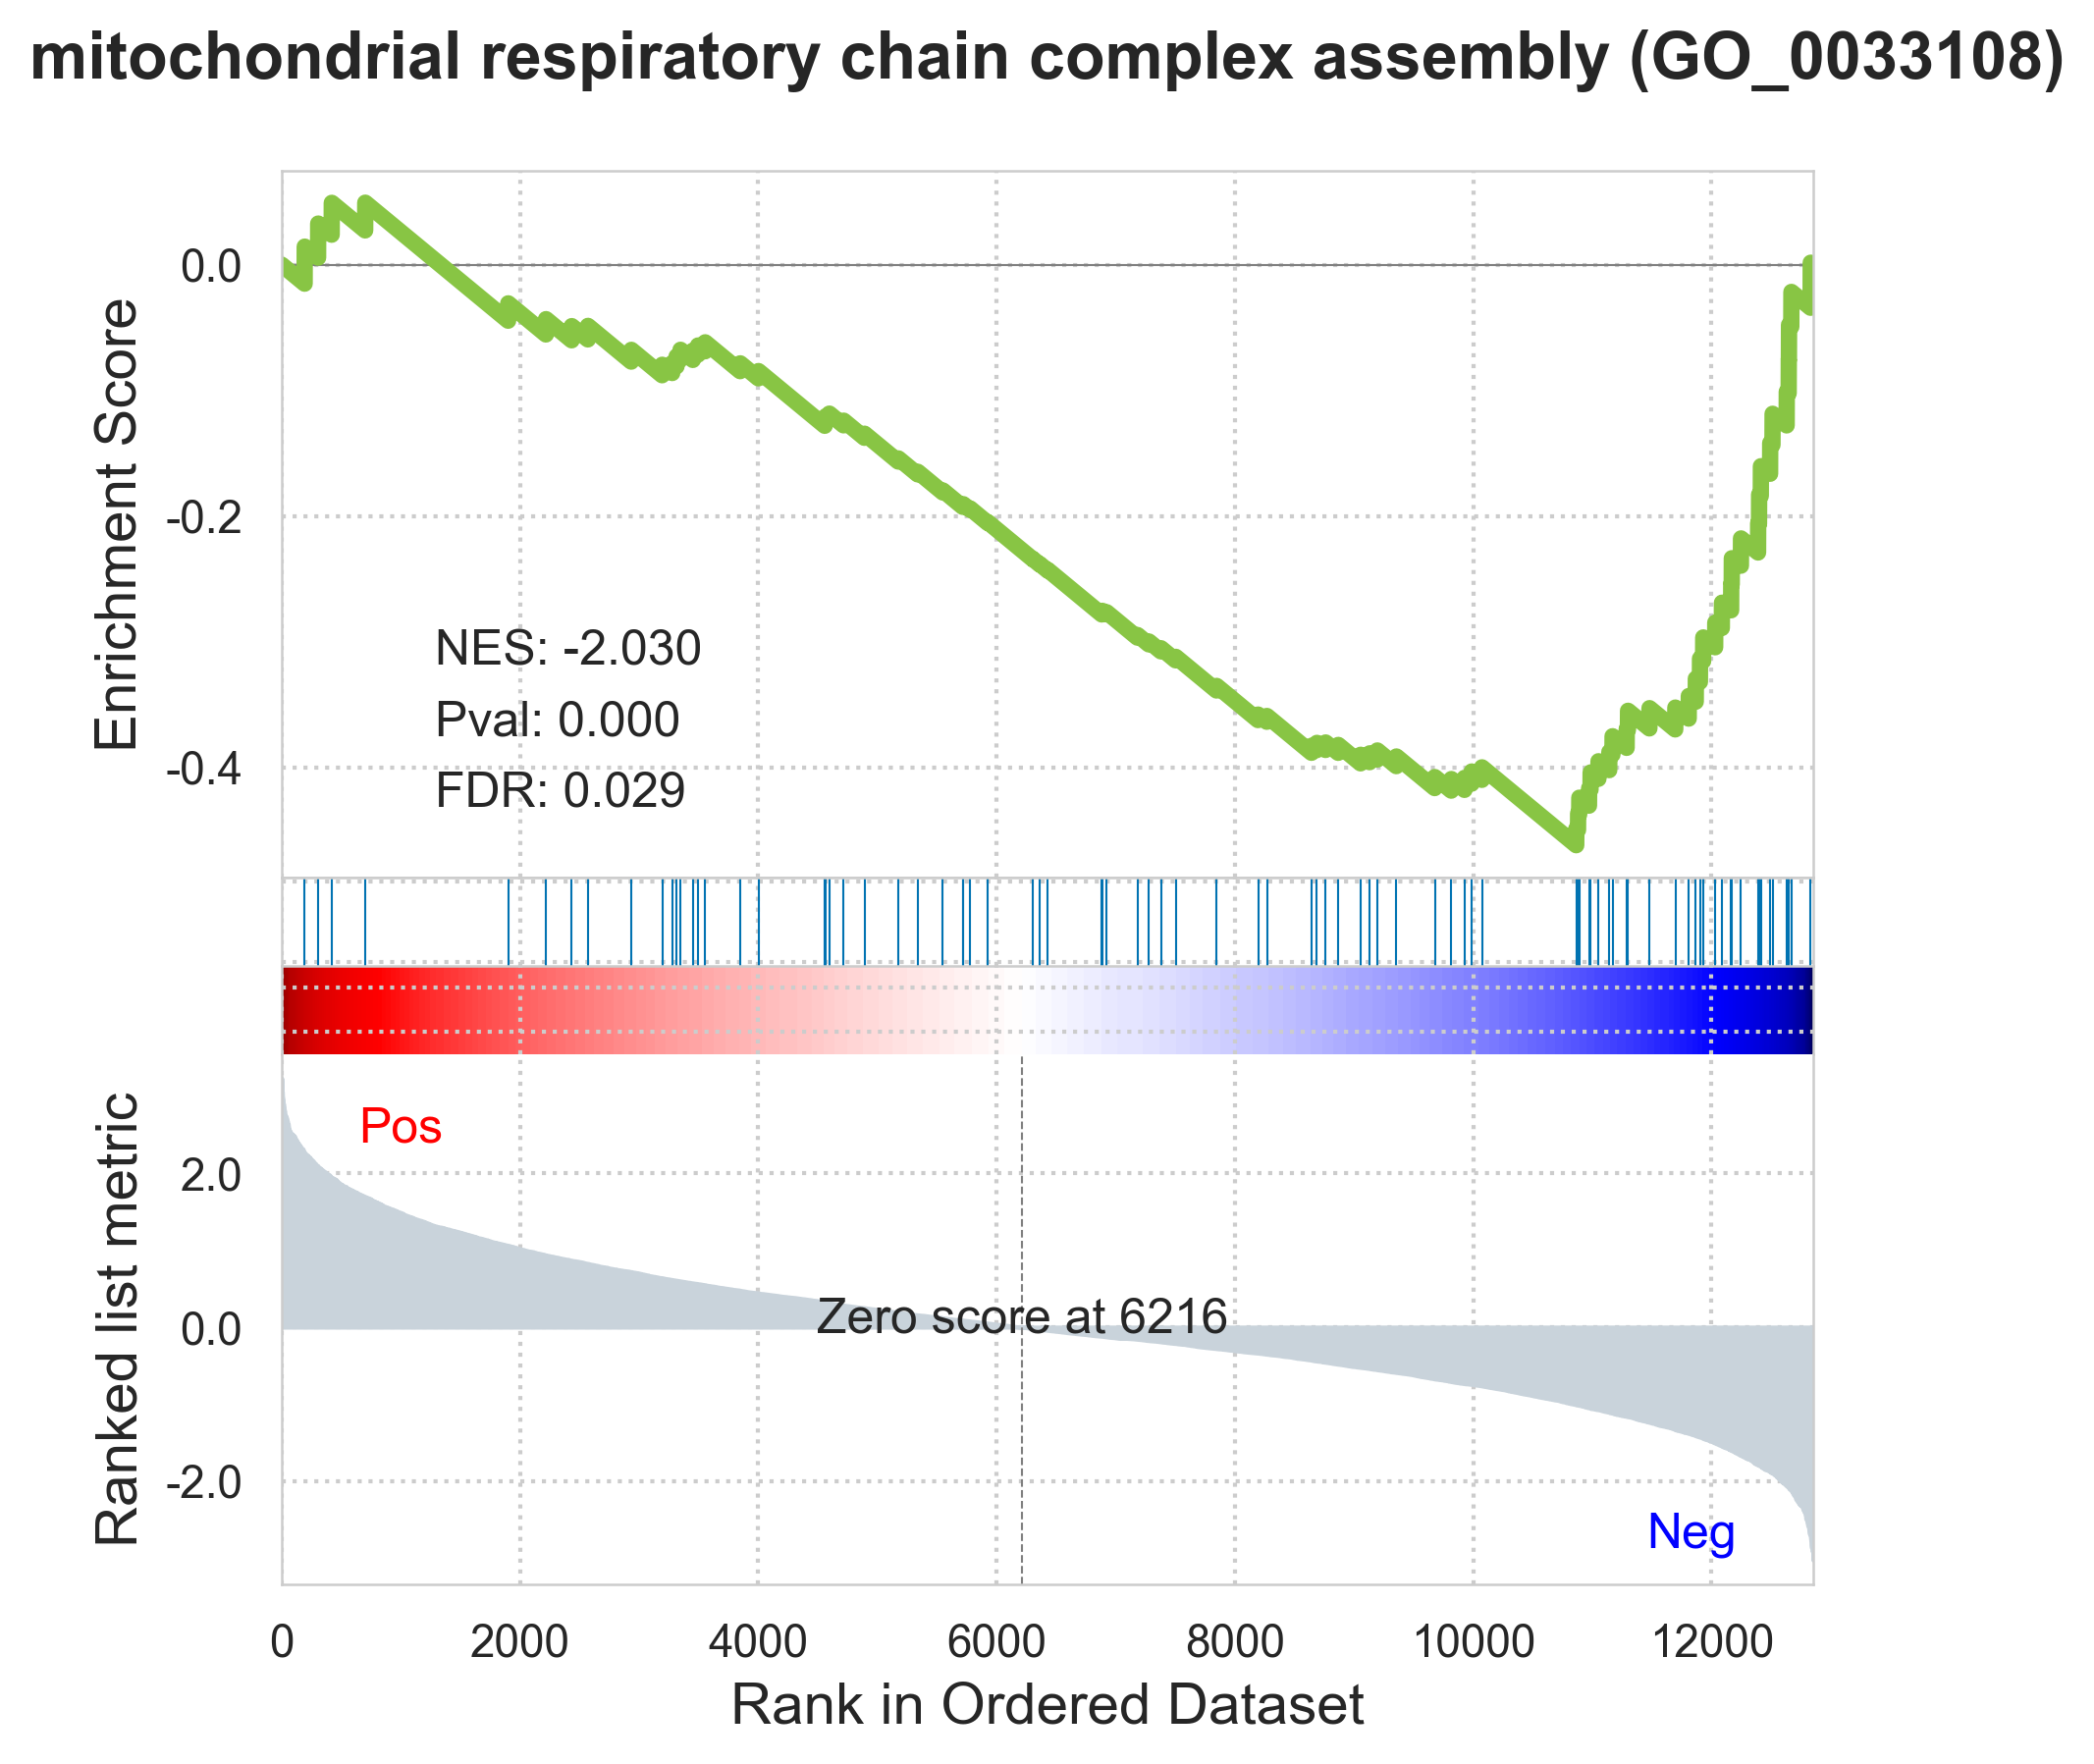 mitochondrial respiratory chain complex assembly (GO_0033108)
Enrichment Score
0.0
-0.2
-0.4
NES: -2.030
Pval: 0.000
FDR: 0.029
Ranked list metric
Pos
2.0
0.0
-2.0
Zero score at 6216
Neg
0 2000 4000 6000 8000 10000 12000
Rank in Ordered Dataset